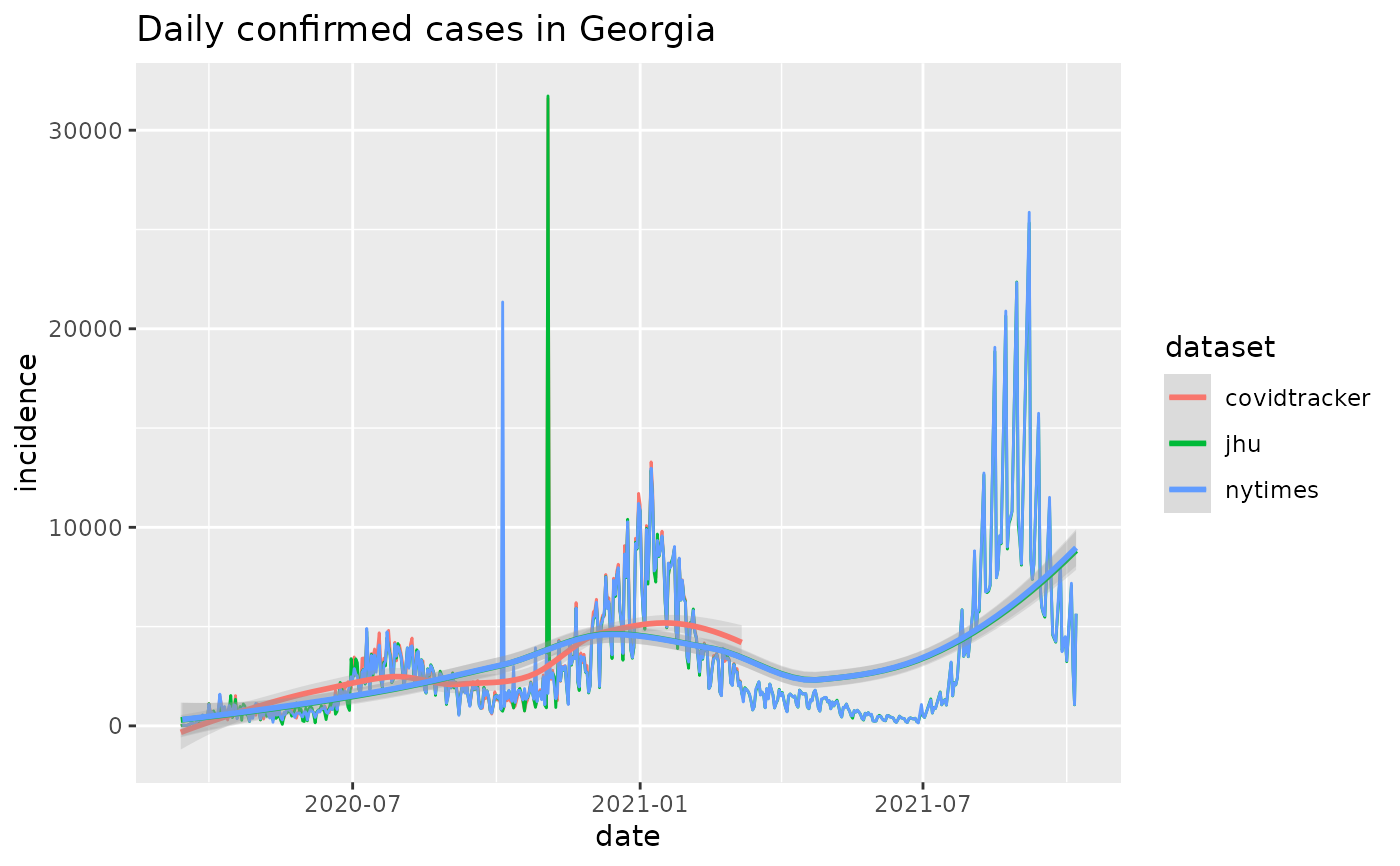 Daily confirmed cases in Georgia
30000
20000
10000
0
incidence
2020-07
2021-01
2021-07
date
dataset
covidtracker
jhu
nytimes